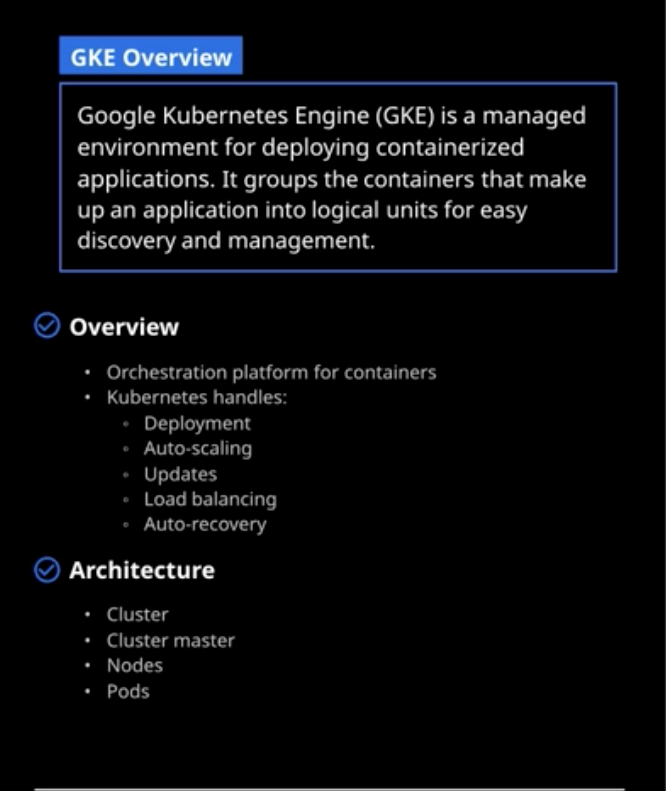 GKE Overview
Google Kubernetes Engine (GKE) is a managed
environment for deploying containerized
applications. It groups the containers that make
up an application into logical units for easy
discovery and management.
Overview
• Orchestration platform for containers
• Kubernetes handles:
◦ Deployment
◦ Auto-scaling
◦ Updates
◦ Load balancing
◦ Auto-recovery
Architecture
• Cluster
• Cluster master
• Nodes
• Pods